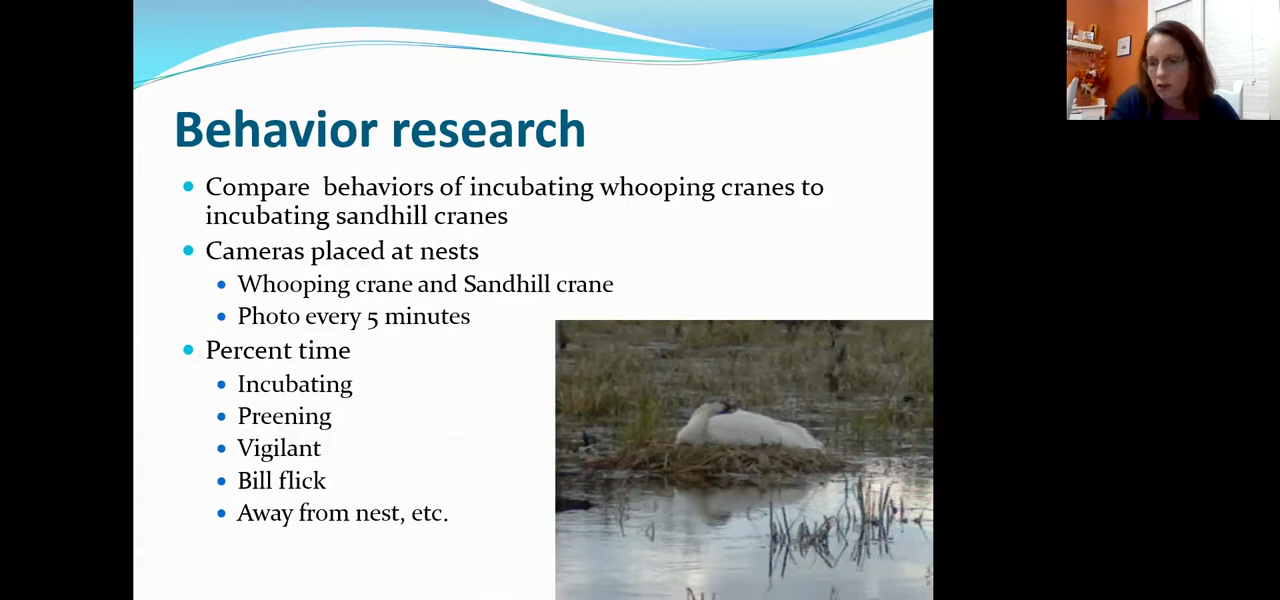 Behavior research
Compare behaviors of incubating whooping cranes to
incubating sandhill cranes
Cameras placed at nests
Whooping crane and Sandhill crane
Photo every 5 minutes
Percent time
Incubating
Preening
Vigilant
Bill flick
Away from nest, etc.